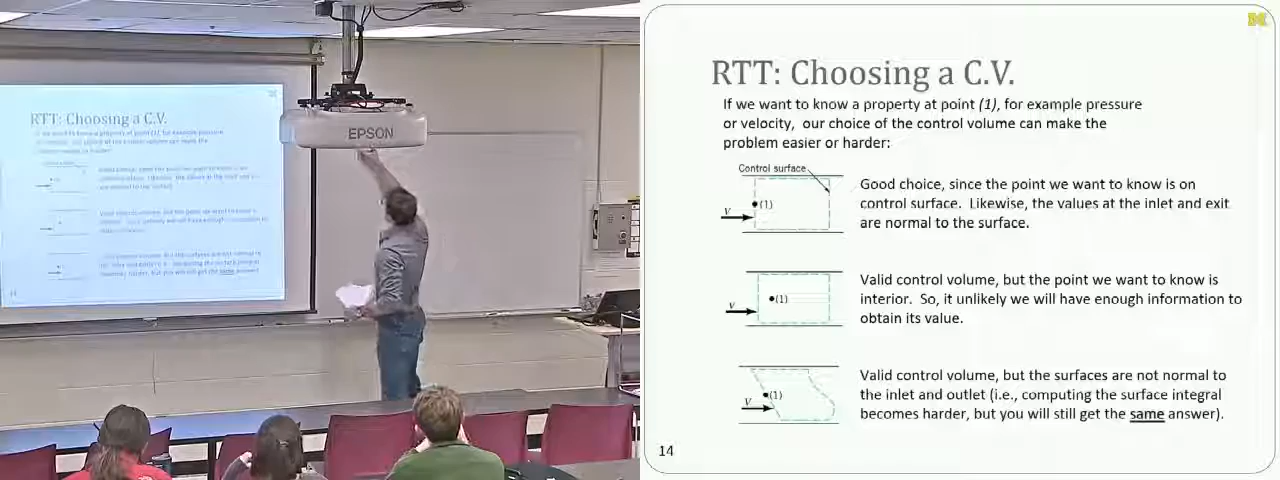 RTT: Choosing a C.V.
EPSON
M
RTT: Choosing a C.V.
If we want to know a property at point (1), for example pressure
or velocity, our choice of the control volume can make the
problem easier or harder:
Control surface
(1)
V
Good choice, since the point we want to know is on
control surface. Likewise, the values at the inlet and exit
are normal to the surface.
(1)
V
Valid control volume, but the point we want to know is
interior. So, it unlikely we will have enough information to
obtain its value.
(1)
V
Valid control volume, but the surfaces are not normal to
the inlet and outlet (i.e., computing the surface integral
becomes harder, but you will still get the same answer).
14